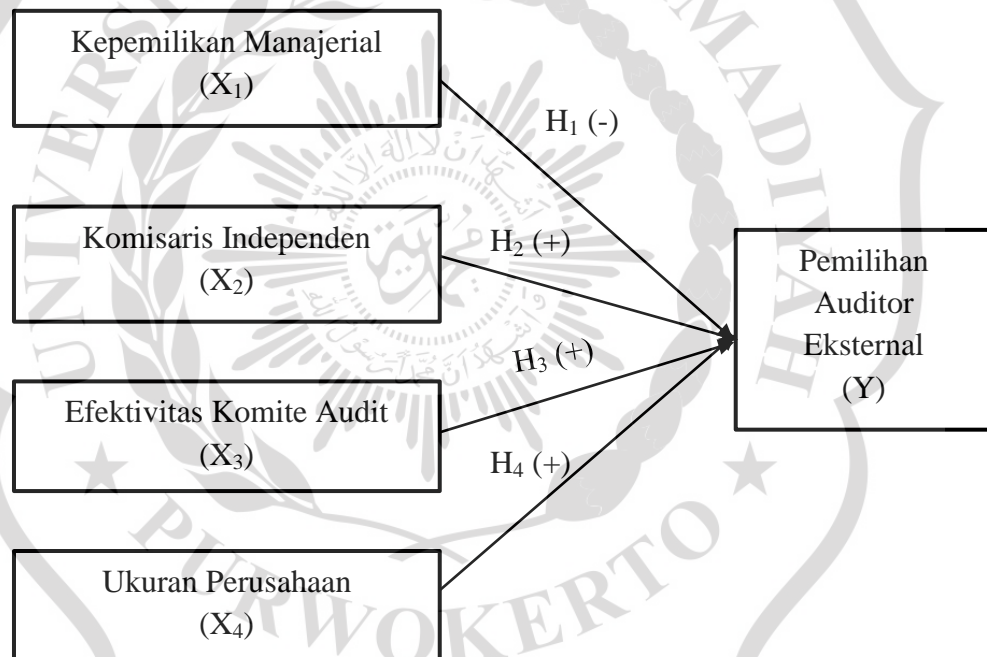 Kepemilikan Manajerial
(X₁)
H₁ (-)
Komisaris Independen
(X₂)
H₂ (+)
Pemilihan
Auditor
Eksternal
(Y)
Efektivitas Komite Audit
(X₃)
H₃ (+)
Ukuran Perusahaan
(X₄)
H₄ (+)
PURWOKERTO